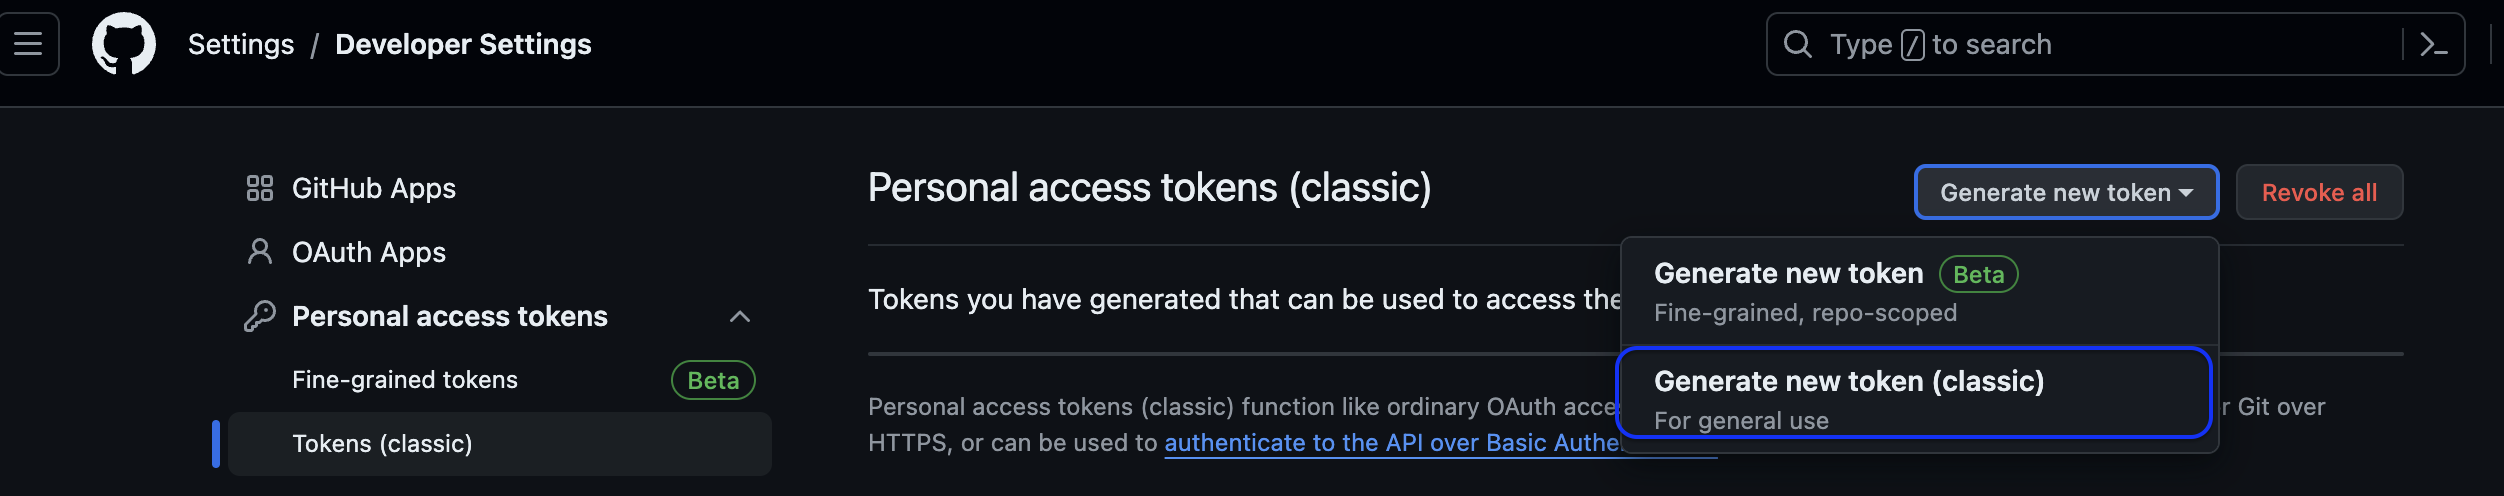 Settings / Developer Settings
Type / to search
GitHub Apps
OAuth Apps
Personal access tokens
Fine-grained tokens Beta
Tokens (classic)
Personal access tokens (classic)
Generate new token
Revoke all
Tokens you have generated that can be used to access the
Personal access tokens (classic) function like ordinary OAuth r Git over
HTTPS, or can be used to authenticate to the API over Basic
Generate new token Beta
Fine-grained, repo-scoped
Generate new token (classic)
For general use